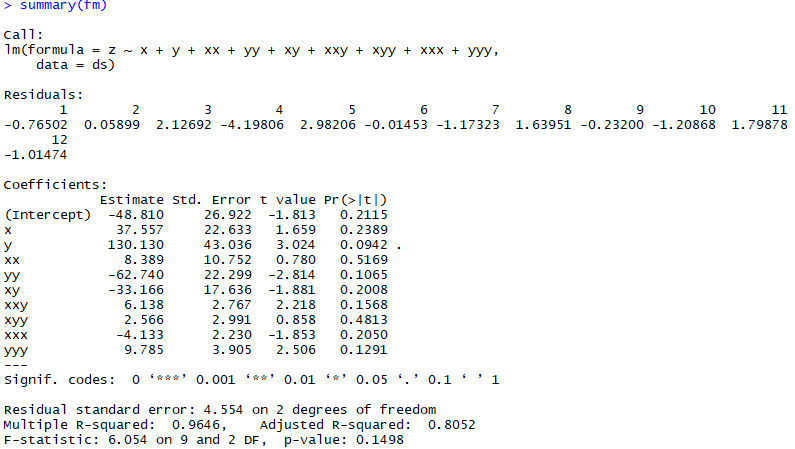 > summary(fm)
Call:
lm(formula = z ~ x + y + xx + yy + xy + xxy + xyy + xxx + yyy,
    data = ds)
Residuals:
       1        2        3        4        5        6        7        8        9       10       11
-0.76502  0.05899  2.12692 -4.19806  2.98206 -0.01453 -1.17323  1.63951 -0.23200 -1.20868  1.79878
      12
-1.01474
Coefficients:
            Estimate Std. Error t value Pr(>|t|)
(Intercept)  -48.810     26.922  -1.813   0.2115
x             37.557     22.633   1.659   0.2389
y            130.130     43.036   3.024   0.0942 .
xx             8.389     10.752   0.780   0.5169
yy           -62.740     22.299  -2.814   0.1065
xy           -33.166     17.636  -1.881   0.2008
xxy            6.138      2.767   2.218   0.1568
xyy            2.566      2.991   0.858   0.4813
xxx           -4.133      2.230  -1.853   0.2050
yyy            9.785      3.905   2.506   0.1291
---
Signif. codes:  0 ‘***’ 0.001 ‘**’ 0.01 ‘*’ 0.05 ‘.’ 0.1 ‘ ’ 1
Residual standard error: 4.554 on 2 degrees of freedom
Multiple R-squared:  0.9646,    Adjusted R-squared:  0.8052
F-statistic: 6.054 on 9 and 2 DF,  p-value: 0.1498